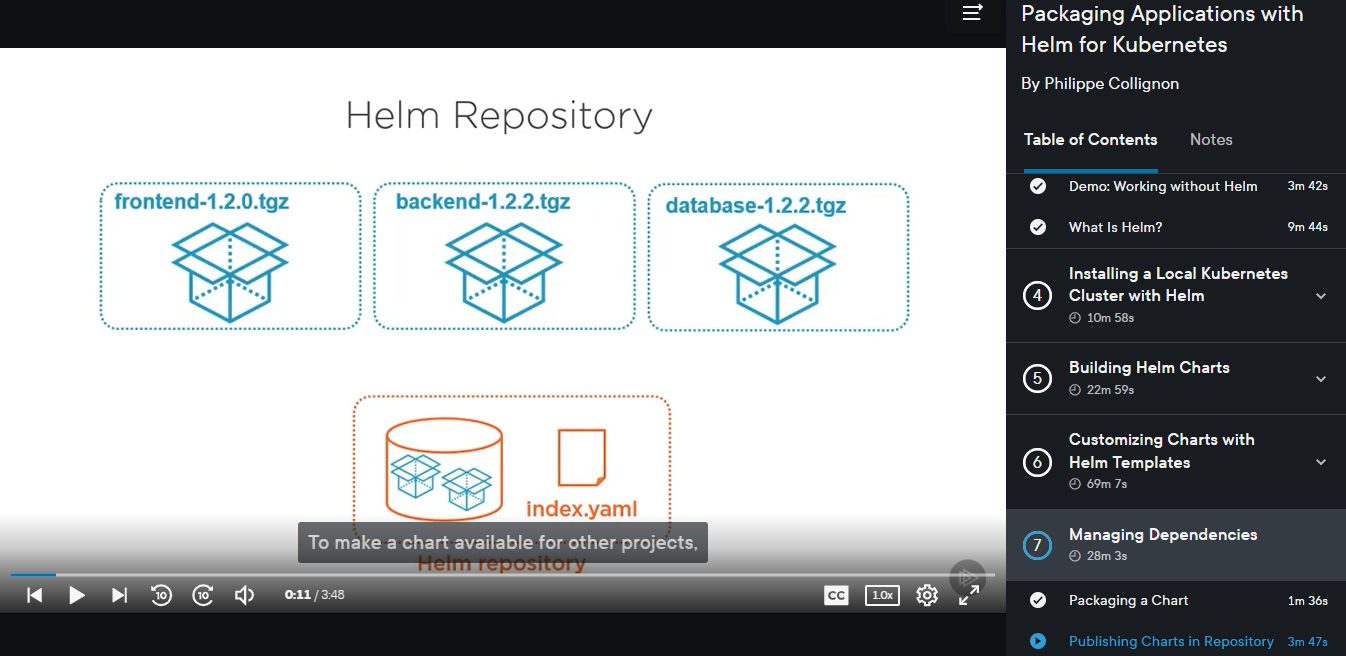 Helm Repository
frontend-1.2.0.tgz
backend-1.2.2.tgz
database-1.2.2.tgz
index.yaml
To make a chart available for other projects,
Helm repository
10
10
0:11 / 3:48
CC
1.0x
Packaging Applications with
Helm for Kubernetes
By Philippe Collignon
Table of Contents Notes
Demo: Working without Helm 3m 42s
What Is Helm? 9m 44s
4
Installing a Local Kubernetes
Cluster with Helm
10m 58s
5
Building Helm Charts
22m 59s
6
Customizing Charts with
Helm Templates
69m 7s
7
Managing Dependencies
28m 3s
Packaging a Chart 1m 36s
Publishing Charts in Repository 3m 47s